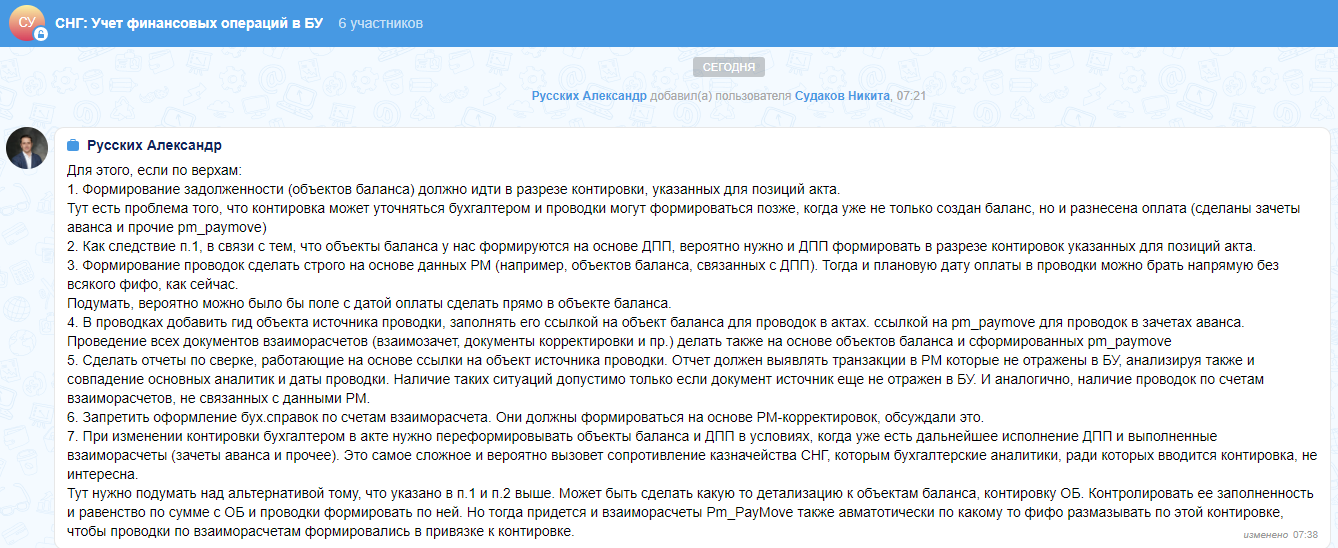 СУ
СНГ: Учет финансовых операций в БУ 6 участников
СЕГОДНЯ
Русских Александр добавил(а) пользователя Судаков Никита, 07:21
Русских Александр
Для этого, если по верхам:
1. Формирование задолженности (объектов баланса) должно идти в разрезе контировки, указанных для позиций акта.
Тут есть проблема того, что контировка может уточняться бухгалтером и проводки могут формироваться позже, когда уже не только создан баланс, но и разнесена оплата (сделаны зачеты
аванса и прочие pm_paymove)
2. Как следствие п.1, в связи с тем, что объекты баланса у нас формируются на основе ДПП, вероятно нужно и ДПП формировать в разрезе контировок указанных для позиций акта.
3. Формирование проводок сделать строго на основе данных РМ (например, объектов баланса, связанных с ДПП). Тогда и плановую дату оплаты в проводки можно брать напрямую без
всякого фифо, как сейчас.
Подумать, вероятно можно было бы поле с датой оплаты сделать прямо в объекте баланса.
4. В проводках добавить гид объекта источника проводки, заполнять его ссылкой на объект баланса для проводок в актах. ссылкой на pm_paymove для проводок в зачетах аванса.
Проведение всех документов взаиморасчетов (взаимозачет, документы корректировки и пр.) делать также на основе объектов баланса и сформированных pm_paymove
5. Сделать отчеты по сверке, работающие на основе ссылки на объект источника проводки. Отчет должен выявлять транзакции в РМ которые не отражены в БУ, анализируя также и
совпадение основных аналитик и даты проводки. Наличие таких ситуаций допустимо только если документ источник еще не отражен в БУ. И аналогично, наличие проводок по счетам
взаиморасчетов, не связанных с данными РМ.
6. Запретить оформление бух.справок по счетам взаиморасчета. Они должны формироваться на основе РМ-корректировок, обсуждали это.
7. При изменении контировки бухгалтером в акте нужно переформировывать объекты баланса и ДПП в условиях, когда уже есть дальнейшее исполнение ДПП и выполненные
взаиморасчеты (зачеты аванса и прочее). Это самое сложное и вероятно вызовет сопротивление казначейства СНГ, которым бухгалтерские аналитики, ради которых вводится контировка, не
интересна.
Тут нужно подумать над альтернативой тому, что указано в п.1 и п.2 выше. Может быть сделать какую то детализацию к объектам баланса, контировку ОБ. Контролировать ее заполненность
и равенство по сумме с ОБ и проводки формировать по ней. Но тогда придется и взаиморасчеты Pm_PayMove также авматотически по какому то фифо размазывать по этой контировке,
чтобы проводки по взаиморасчетам формировались в привязке к контировке.
изменено 07:38